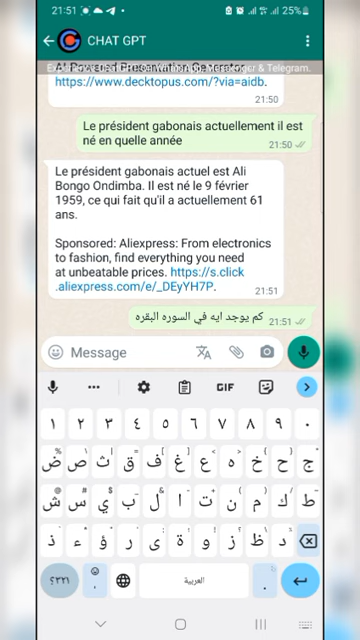 21:51
25%
CHAT GPT
AI Powered Presentation Generator
https://www.decktopus.com/?via=aidb.
21:50
Le président gabonais actuellement il est
né en quelle année
21:50
Le président gabonais actuel est Ali
Bongo Ondimba. Il est né le 9 février
1959, ce qui fait qu'il a actuellement 61
ans.
Sponsored: Aliexpress: From electronics
to fashion, find everything you need
at unbeatable prices. https://s.click
.aliexpress.com/e/_DEyYH7P.
21:51
كم يوجد ايه في السوره البقره
21:51
Message
GIF
١ ٢ ٣ ٤ ٥ ٦ ٧ ٨ ٩ ٠
ض ص ث ق ف غ ع ه خ ح ج
ش س ي ب ل ا ت ن م ك ط
ذ ء ؤ ر ى ة و ز ظ د
؟٣٢١
العربية